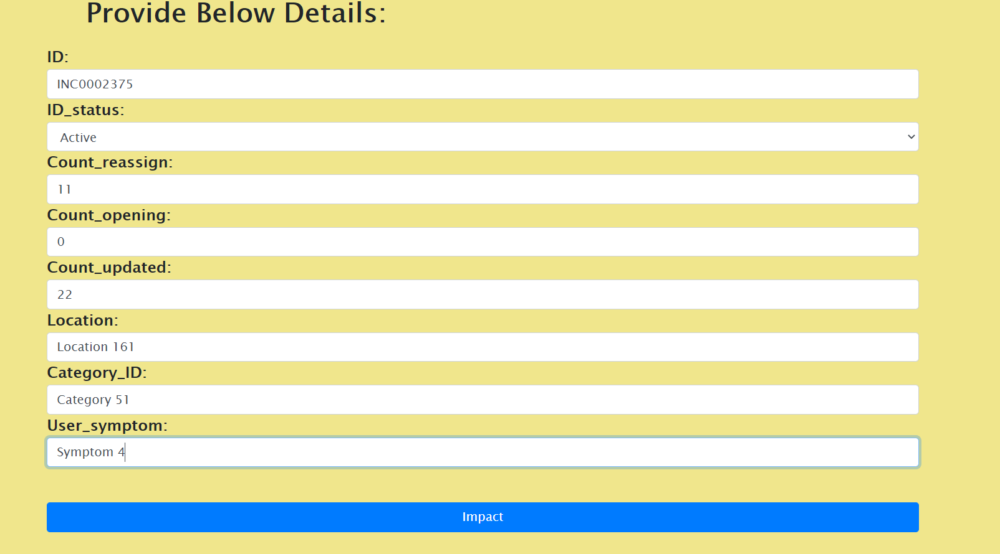 Provide Below Details:
ID:
INC0002375
ID_status:
Active
Count_reassign:
11
Count_opening:
0
Count_updated:
22
Location:
Location 161
Category_ID:
Category 51
User_symptom:
Symptom 4
Impact